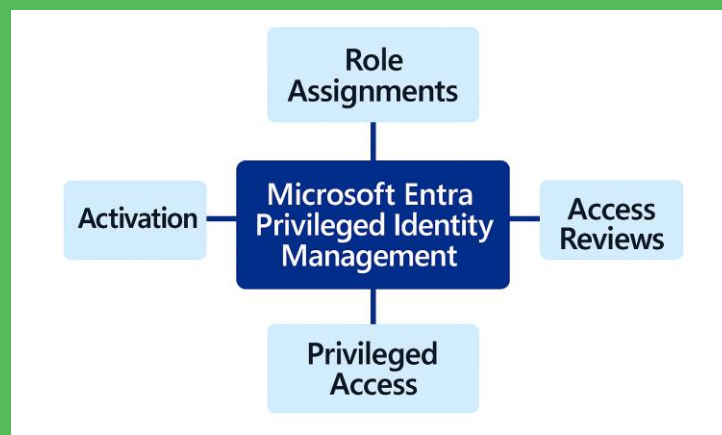 Role
Assignments
Activation
Microsoft Entra
Privileged Identity
Management
Access
Reviews
Privileged
Access